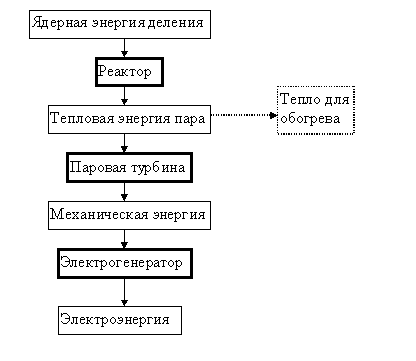 Ядерная энергия деления
Реактор
Тепловая энергия пара
Тепло для
обогрева
Паровая турбина
Механическая энергия
Электрогенератор
Электроэнергия